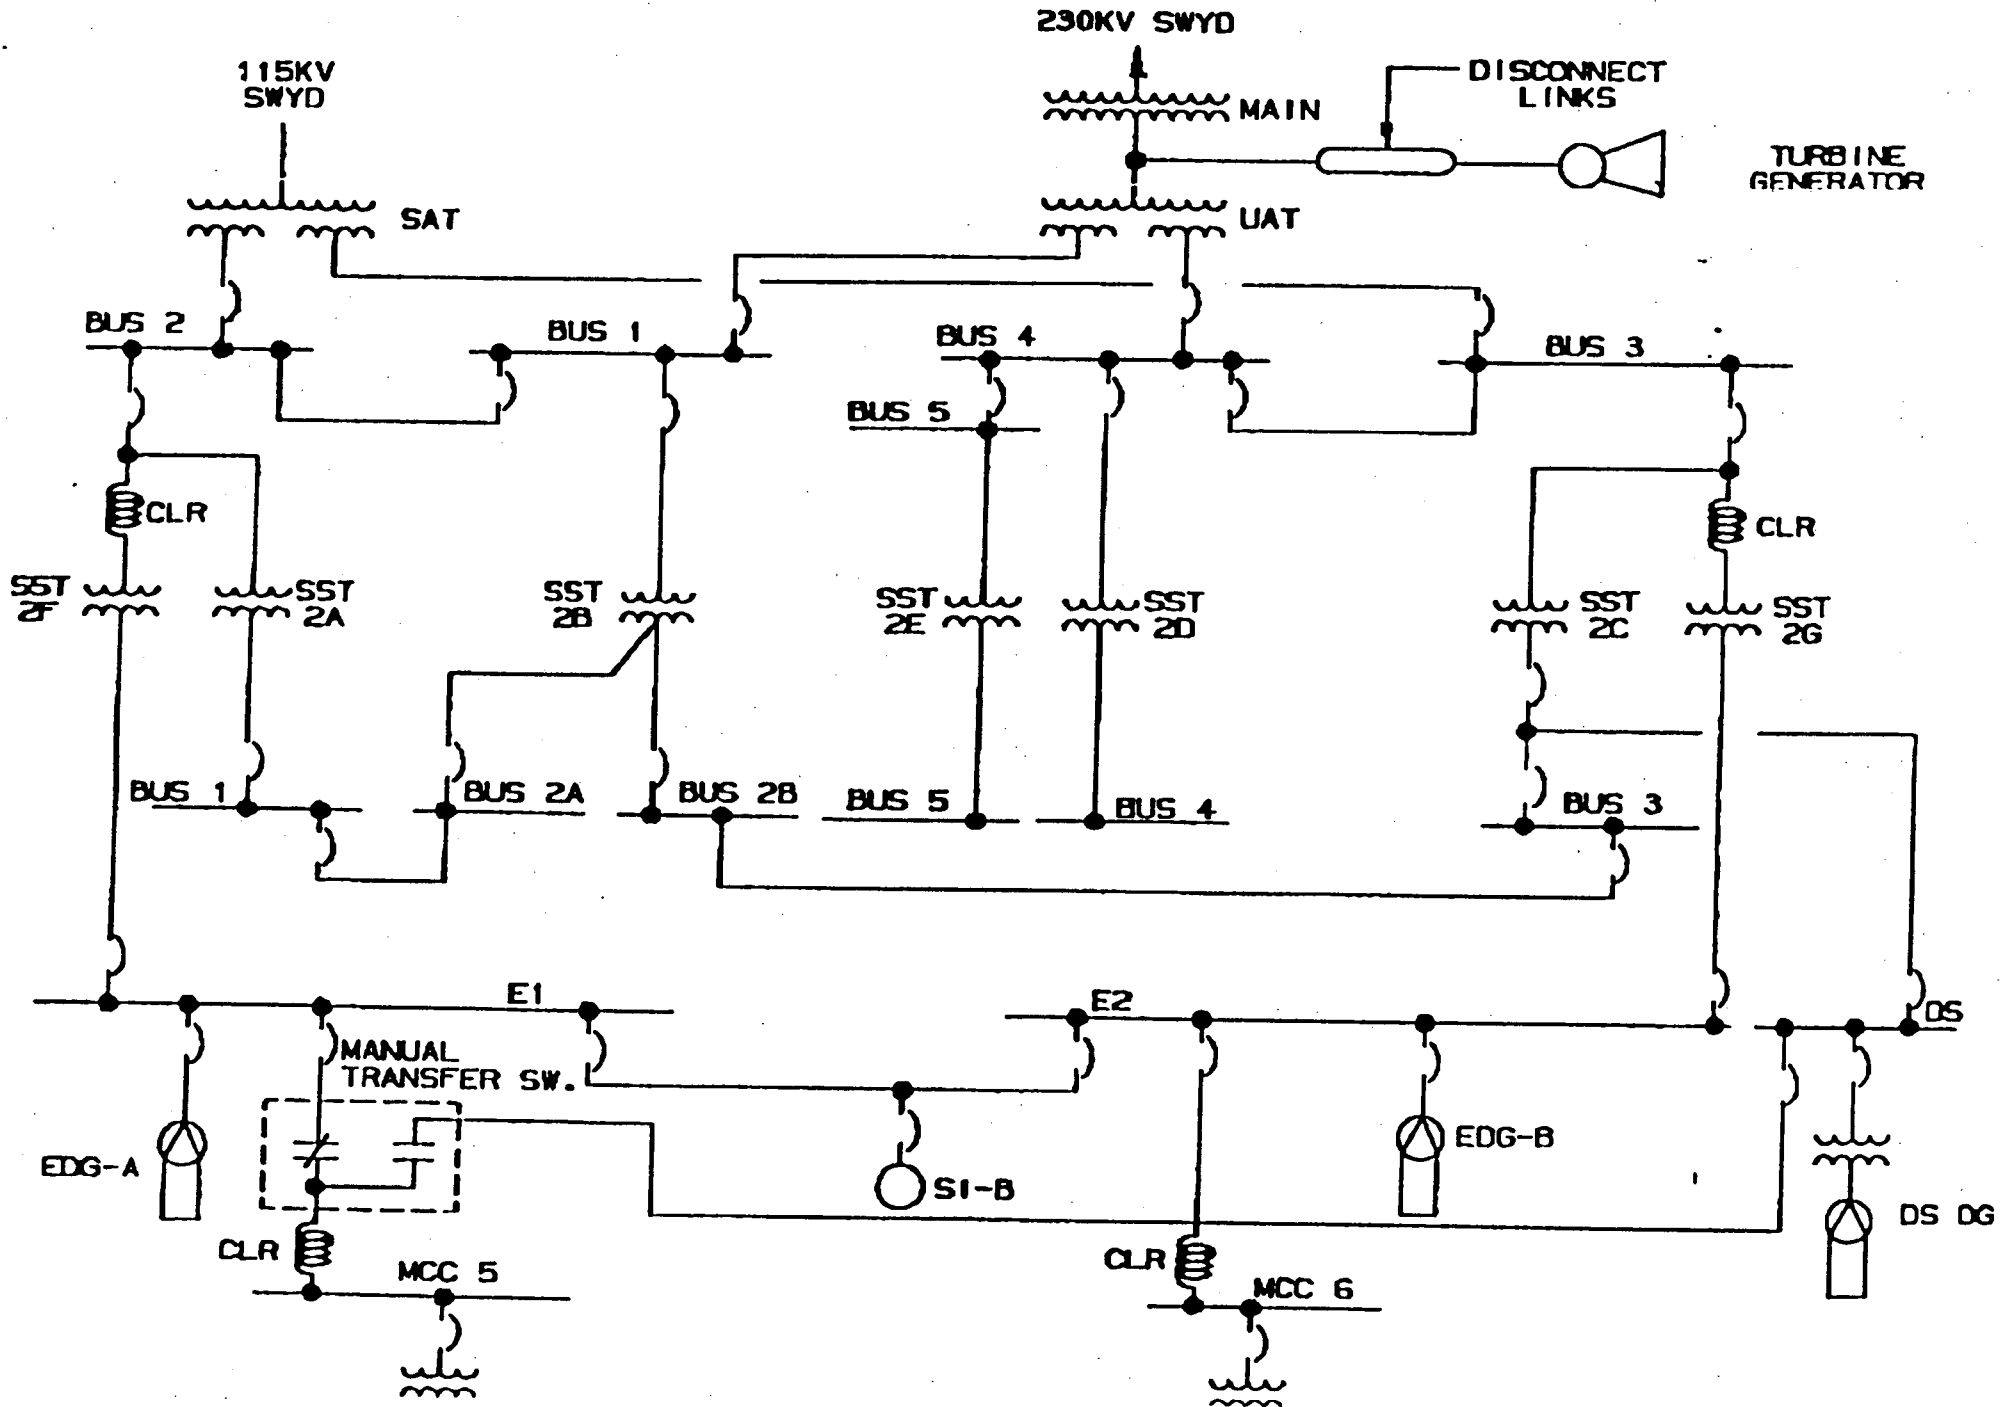 230KV SWYD
115KV
SWYD
DISCONNECT
LINKS
MAIN
TURBINE
GENERATOR
SAT
UAT
BUS 2
BUS 1
BUS 4
BUS 3
BUS 5
CLR
CLR
SST
2F
SST
2A
SST
2B
SST
2E
SST
2D
SST
2C
SST
2G
BUS 1
BUS 2A
BUS 2B
BUS 5
BUS 4
BUS 3
E1
E2
DS
MANUAL
TRANSFER SW.
EDG-A
SI-B
EDG-B
DS DG
CLR
MCC 5
CLR
MCC 6